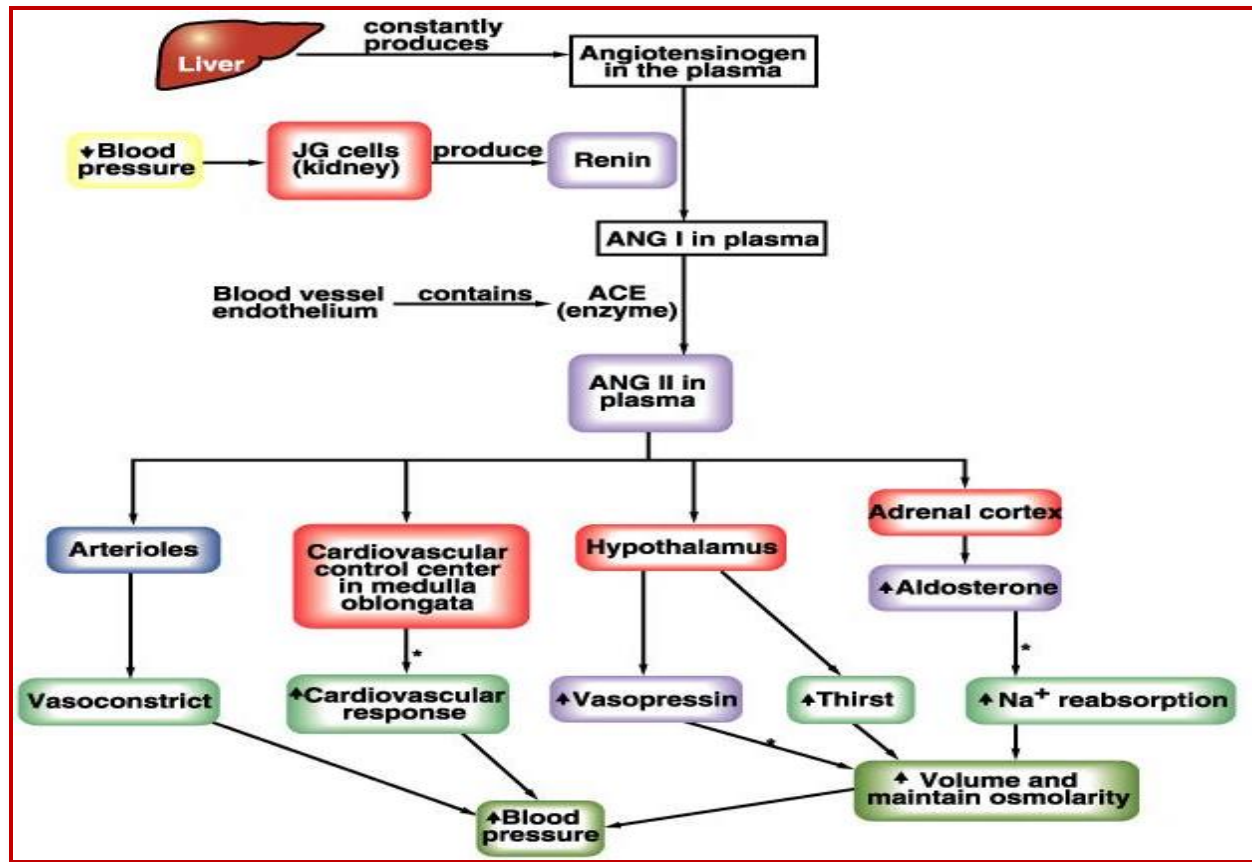 constantly
produces
Liver
Angiotensinogen
in the plasma
↓Blood
pressure
JG cells
(kidney)
produce
Renin
ANG I in plasma
Blood vessel
endothelium
contains
ACE
(enzyme)
ANG II in
plasma
Arterioles
Cardiovascular
control center
in medulla
oblongata
Hypothalamus
Adrenal cortex
↑Aldosterone
*
*
Vasoconstrict
↑Cardiovascular
response
↑Vasopressin
↑Thirst
↑Na⁺ reabsorption
*
↑ Volume and
maintain osmolarity
↑Blood
pressure